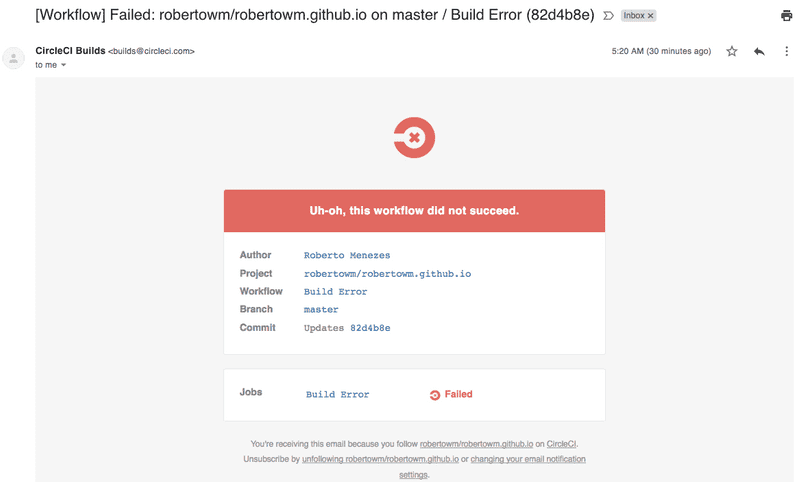 [Workflow] Failed: robertowm/robertowm.github.io on master / Build Error (82d4b8e) Inbox x
CircleCI Builds <builds@circleci.com> 5:20 AM (30 minutes ago)
to me
Uh-oh, this workflow did not succeed.
Author Roberto Menezes
Project robertowm/robertowm.github.io
Workflow Build Error
Branch master
Commit Updates 82d4b8e
Jobs Build Error Failed
You're receiving this email because you follow robertowm/robertowm.github.io on CircleCI.
Unsubscribe by unfollowing robertowm/robertowm.github.io or changing your email notification
settings.